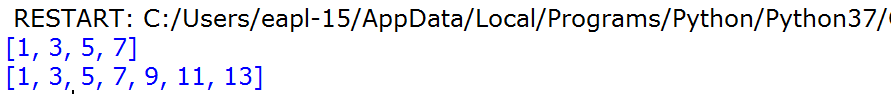 RESTART: C:/Users/eapl-15/AppData/Local/Programs/Python/Python37/
[1, 3, 5, 7]
[1, 3, 5, 7, 9, 11, 13]